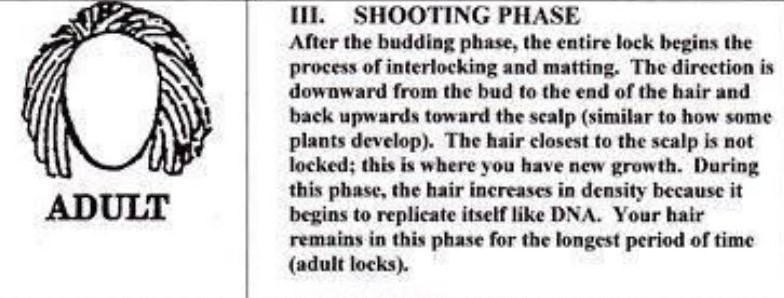 ADULT
III. SHOOTING PHASE
After the budding phase, the entire lock begins the
process of interlocking and matting. The direction is
downward from the bud to the end of the hair and
back upwards toward the scalp (similar to how some
plants develop). The hair closest to the scalp is not
locked; this is where you have new growth. During
this phase, the hair increases in density because it
begins to replicate itself like DNA. Your hair
remains in this phase for the longest period of time
(adult locks).